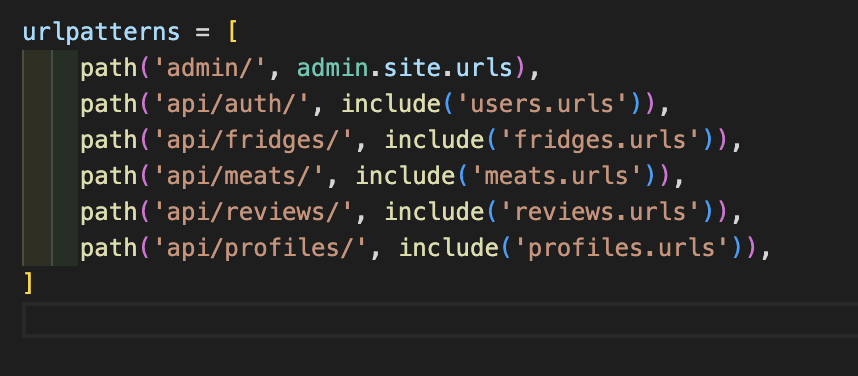 urlpatterns = [
    path('admin/', admin.site.urls),
    path('api/auth/', include('users.urls')),
    path('api/fridges/', include('fridges.urls')),
    path('api/meats/', include('meats.urls')),
    path('api/reviews/', include('reviews.urls')),
    path('api/profiles/', include('profiles.urls')),
]